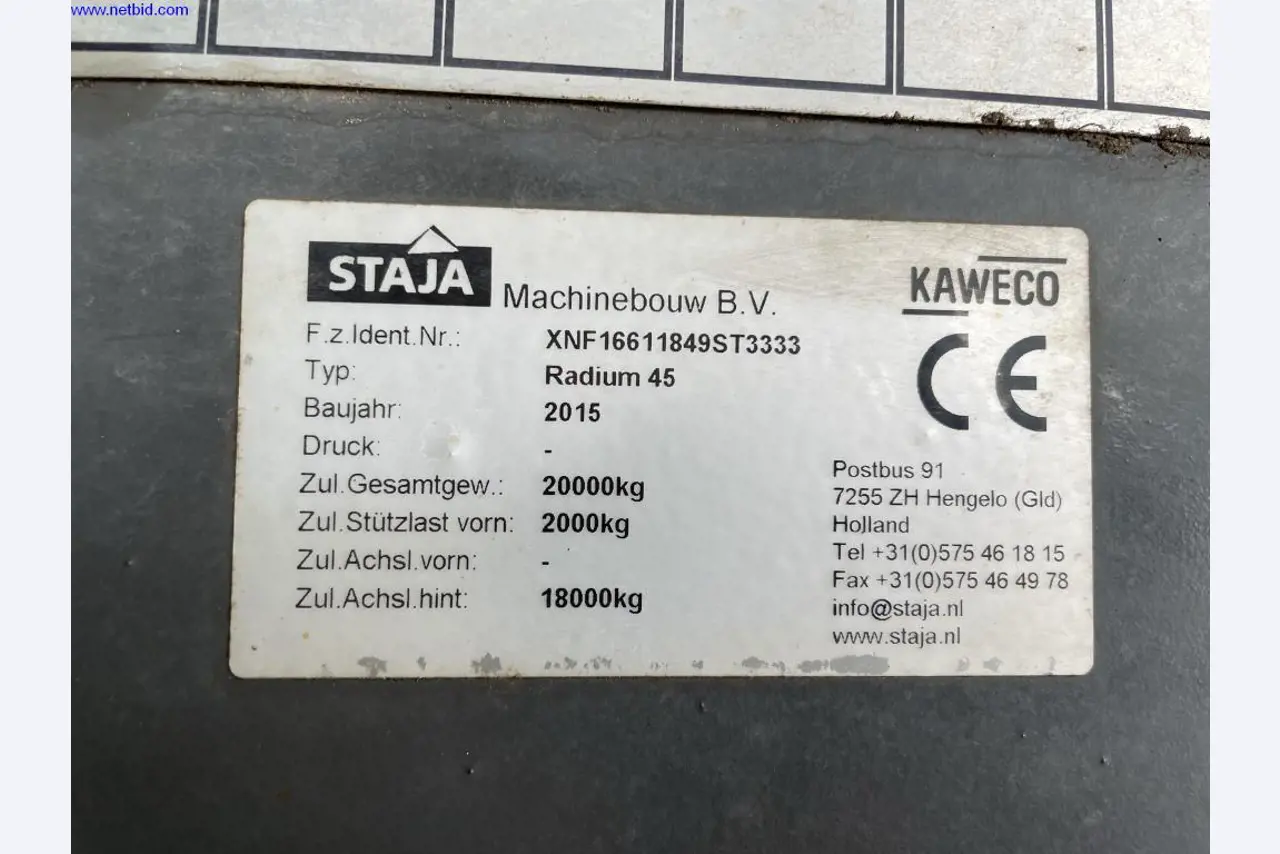 www.netbid.com
STAJA Machinebouw B.V.
KAWECO
CE
F.z.Ident.Nr.: XNF16611849ST3333
Typ: Radium 45
Baujahr: 2015
Druck: -
Zul.Gesamtgew.: 20000kg
Zul.Stützlast vorn: 2000kg
Zul.Achsl.vorn: -
Zul.Achsl.hint: 18000kg
Postbus 91
7255 ZH Hengelo (Gld)
Holland
Tel +31(0)575 46 18 15
Fax +31(0)575 46 49 78
info@staja.nl
www.staja.nl